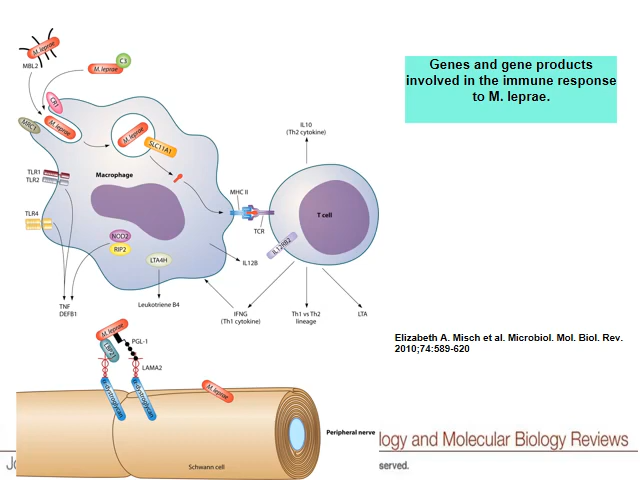 Genes and gene products
involved in the immune response
to M. leprae.
M. leprae
MBL2
M. leprae
C3
CR1
MRC1
M. leprae
M. leprae
SLC11A1
TLR1
TLR2
Macrophage
TLR4
NOD2
RIP2
LTA4H
MHC II
TCR
IL10
(Th2 cytokine)
T cell
IL12RB2
IL12B
TNF
DEFB1
Leukotriene B4
IFNG
(Th1 cytokine)
Th1 vs Th2
lineage
LTA
Elizabeth A. Misch et al. Microbiol. Mol. Biol. Rev.
2010;74:589-620
M. leprae
PGL-1
LAMA2
α-dystroglycan
α-dystroglycan
M. leprae
Peripheral nerve
Schwann cell
logy and Molecular Biology Reviews
served.